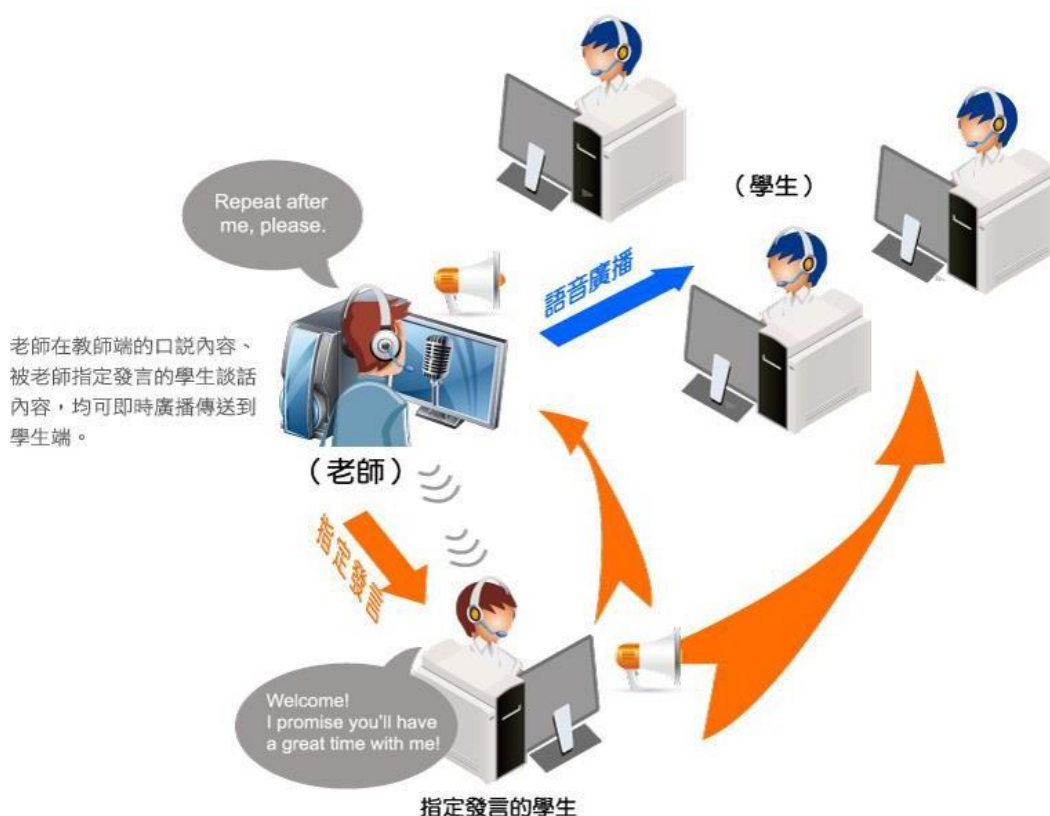 （學生）
Repeat after
me, please.
語音廣播
老師在教師端的口說內容、
被老師指定發言的學生談話
內容，均可即時廣播傳送到
學生端。
（老師）
指定發言
Welcome!
I promise you'll have
a great time with me!
指定發言的學生